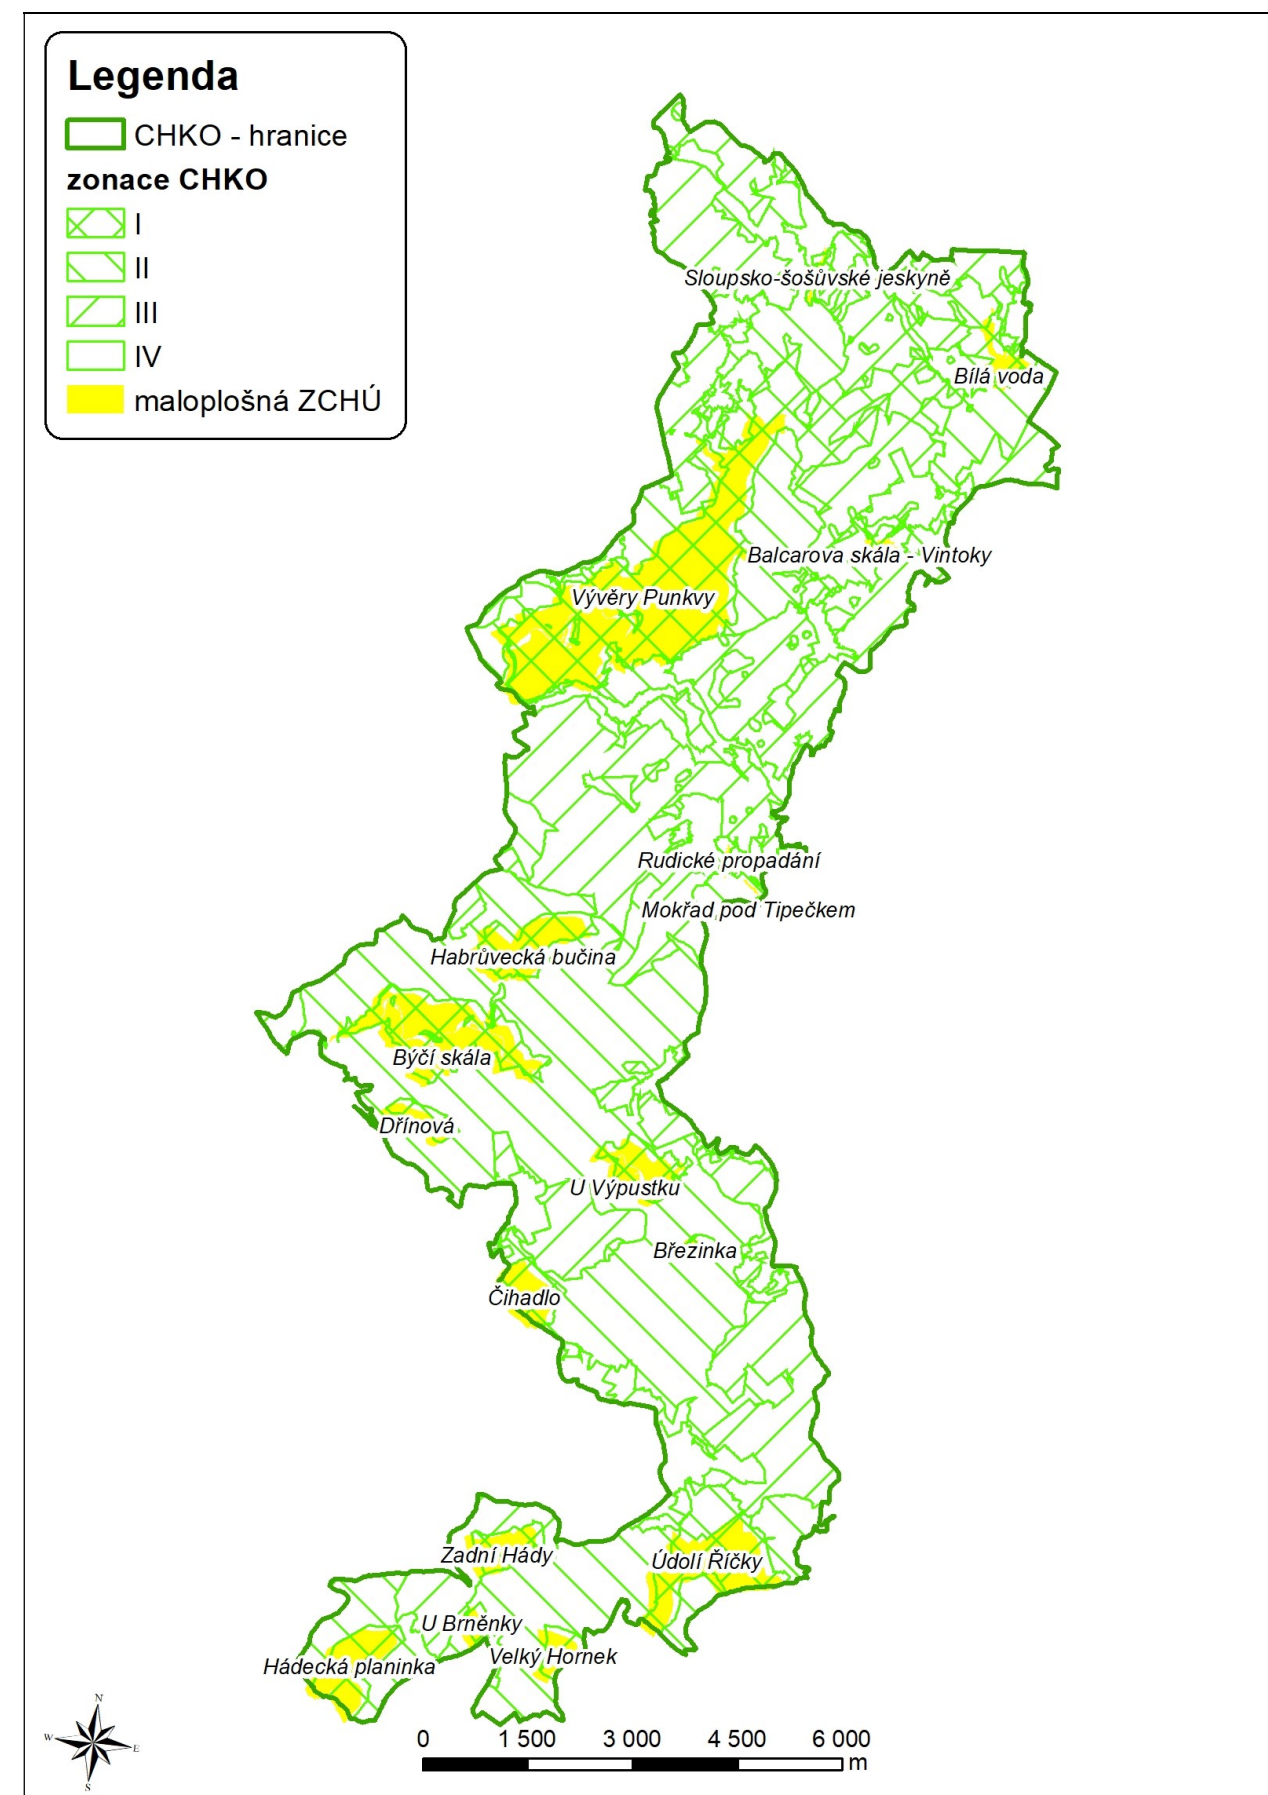 Legenda
CHKO - hranice
zonace CHKO
I
II
III
IV
maloplošná ZCHÚ
Sloupsko-šošůvské jeskyně
Bílá voda
Balcarova skála - Vintoky
Vývěry Punkvy
Rudické propadání
Mokřad pod Tipečkem
Habrůvecká bučina
Býčí skála
Dřínová
U Výpustku
Březinka
Čihadlo
Zadní Hády
Údolí Říčky
U Brněnky
Velký Hornek
Hádecká planinka
N
W
E
S
0 1 500 3 000 4 500 6 000
m